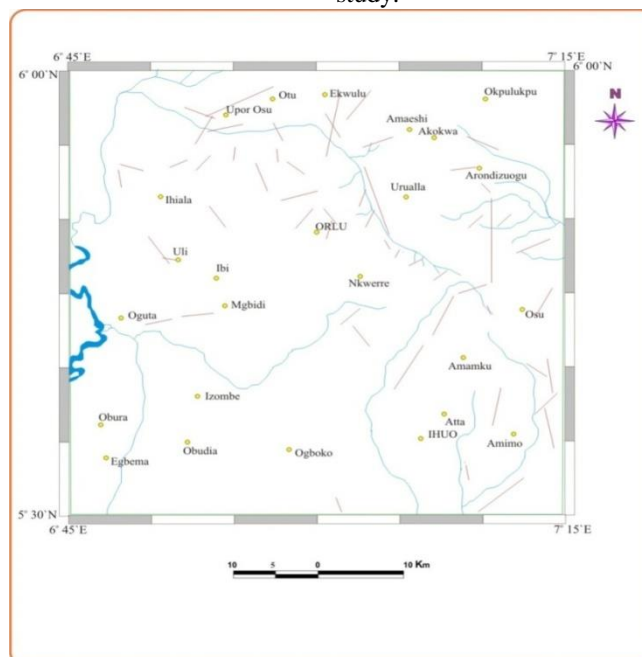 study.
6° 45'E
7° 15'E
6° 00'N
6° 00'N
N
Otu
Ekwulu
Okpulukpu
Upor Osu
Amaeshi
Akokwa
Arondizuogu
Ihiala
Urualla
ORLU
Uli
Ibi
Nkwerre
Mgbidi
Oguta
Osu
Amamku
Izombe
Obura
Atta
IHUO
Amimo
Obudia
Ogboko
Egbema
5° 30'N
6° 45'E
7° 15'E
10 5 0 10 Km